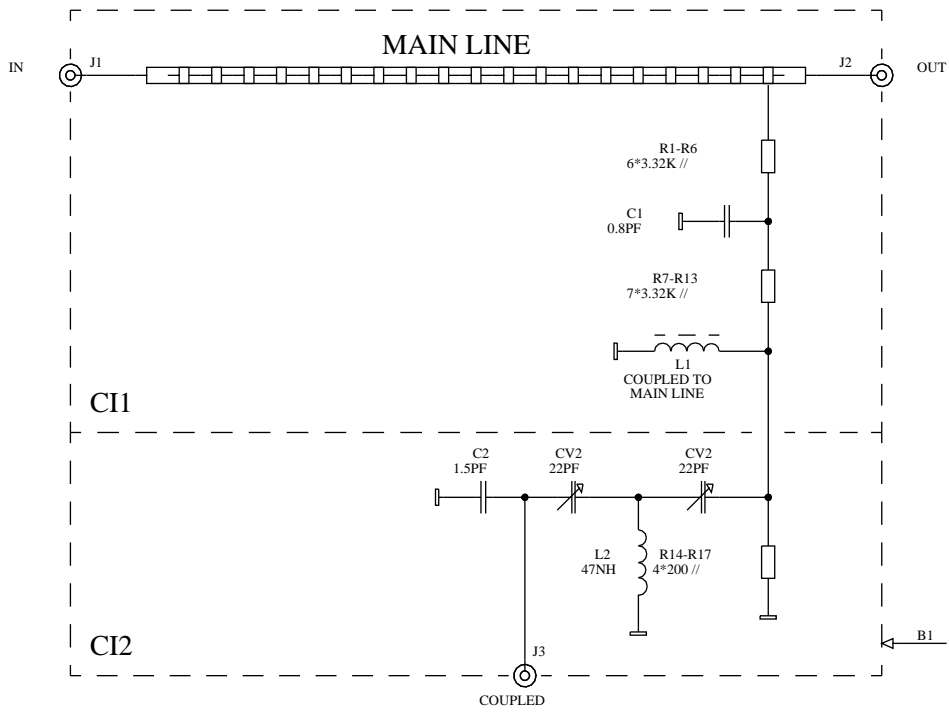 MAIN LINE
IN
J1
J2
OUT
R1-R6
6*3.32K //
C1
0.8PF
R7-R13
7*3.32K //
L1
COUPLED TO
MAIN LINE
CI1
C2
1.5PF
CV2
22PF
CV2
22PF
L2
47NH
R14-R17
4*200 //
B1
CI2
J3
COUPLED